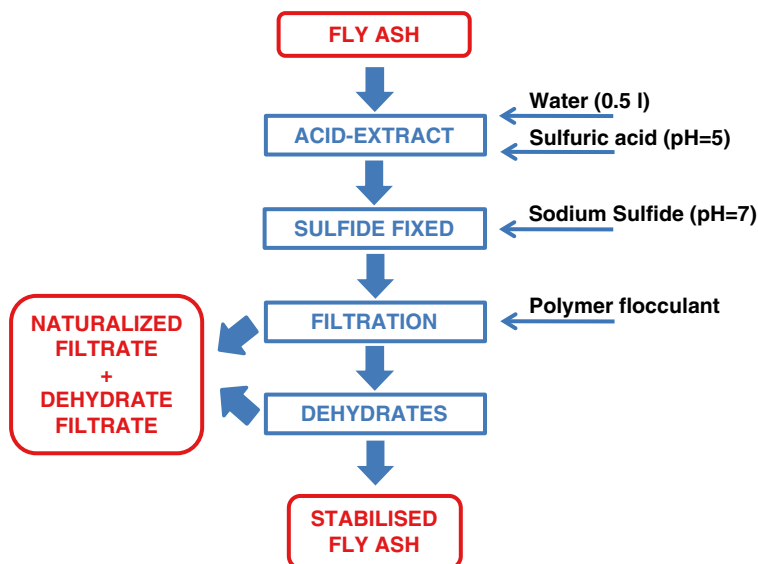 FLY ASH
Water (0.5 l)
ACID-EXTRACT
Sulfuric acid (pH=5)
SULFIDE FIXED
Sodium Sulfide (pH=7)
NATURALIZED
FILTRATE
+
DEHYDRATE
FILTRATE
FILTRATION
Polymer flocculant
DEHYDRATES
STABILISED
FLY ASH